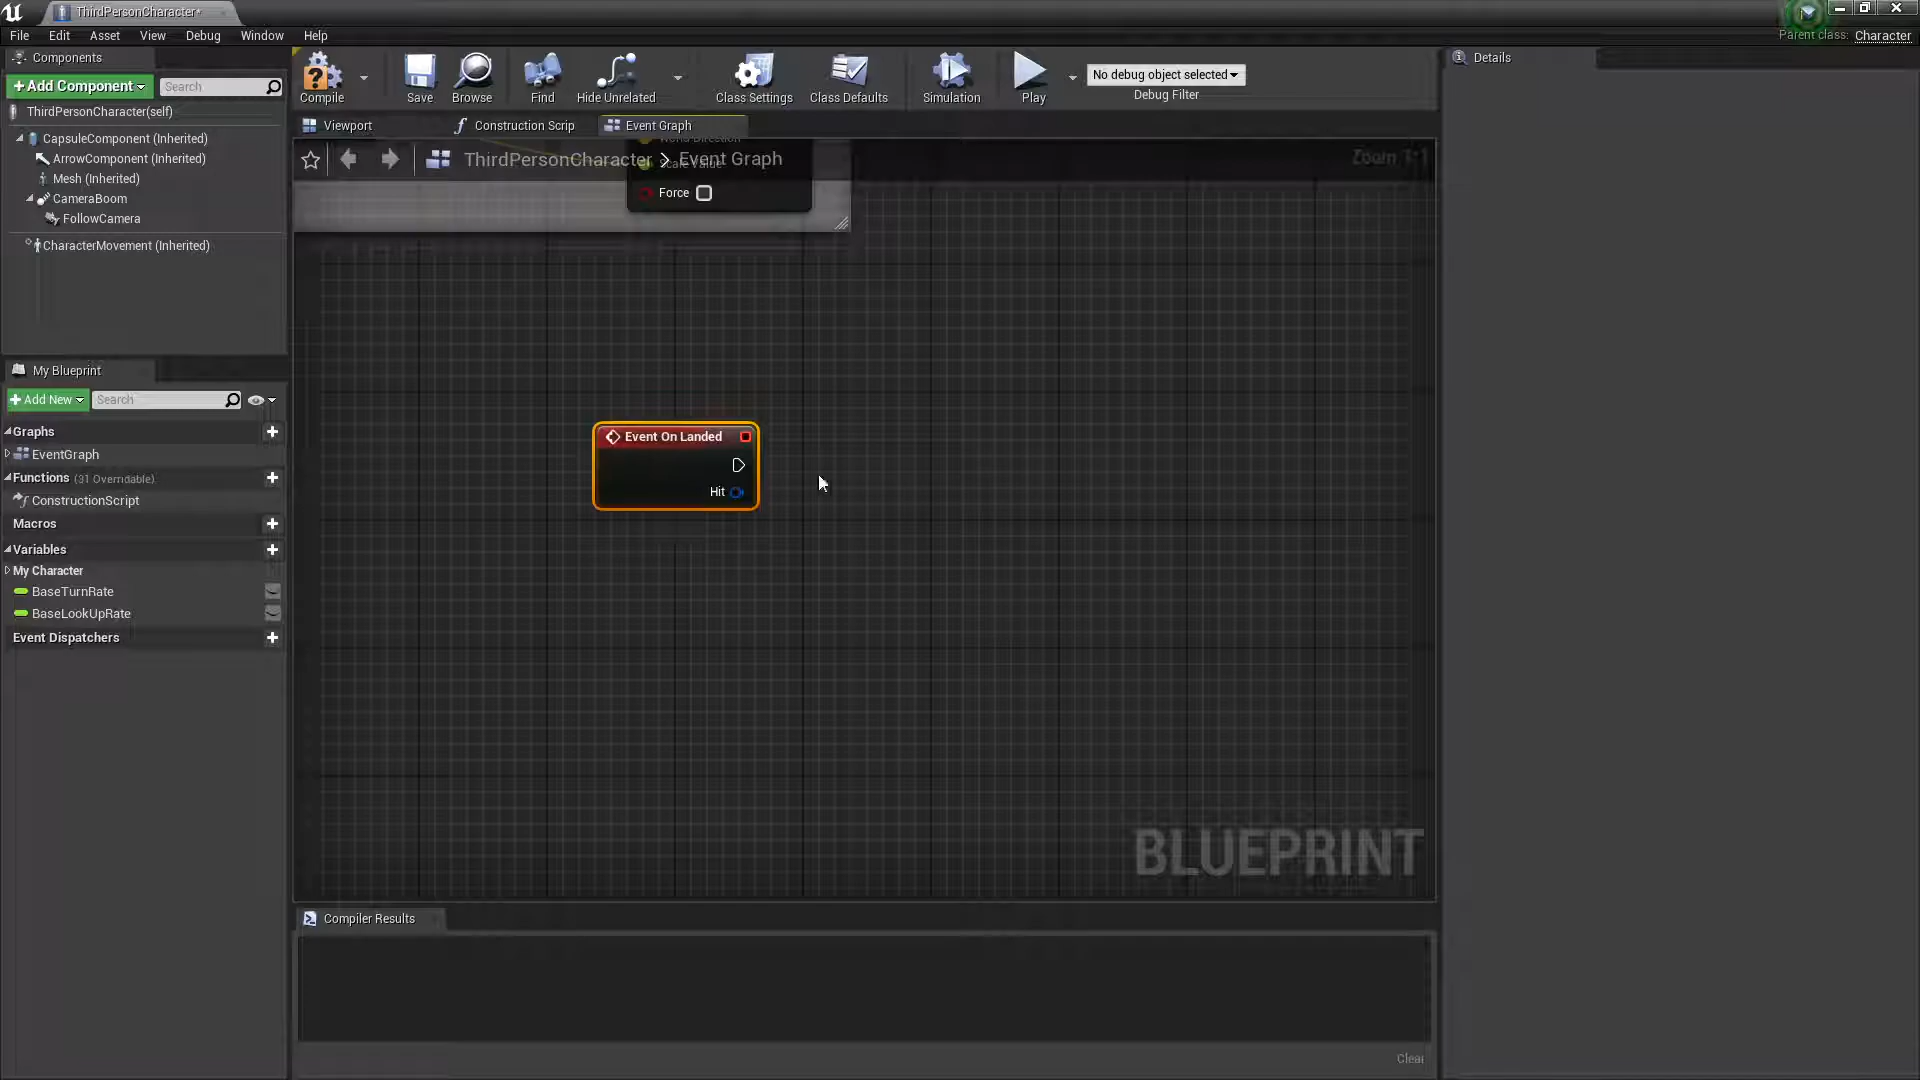 ThirdPersonCharacter*
File Edit Asset View Debug Window Help
Parent class: Character
Components
+Add Component
Search
ThirdPersonCharacter(self)
CapsuleComponent (Inherited)
ArrowComponent (Inherited)
Mesh (Inherited)
CameraBoom
FollowCamera
CharacterMovement (Inherited)
My Blueprint
+Add New
Search
Graphs
EventGraph
Functions (31 Overridable)
ConstructionScript
Macros
Variables
My Character
BaseTurnRate
BaseLookUpRate
Event Dispatchers
Compile
Save
Browse
Find
Hide Unrelated
Class Settings
Class Defaults
Simulation
Play
No debug object selected
Debug Filter
Viewport
Construction Scrip
Event Graph
ThirdPersonCharacter > Event Graph
Zoom 1:1
World Direction
Scale Value
Force
Event On Landed
Hit
BLUEPRINT
Compiler Results
Clear
Details